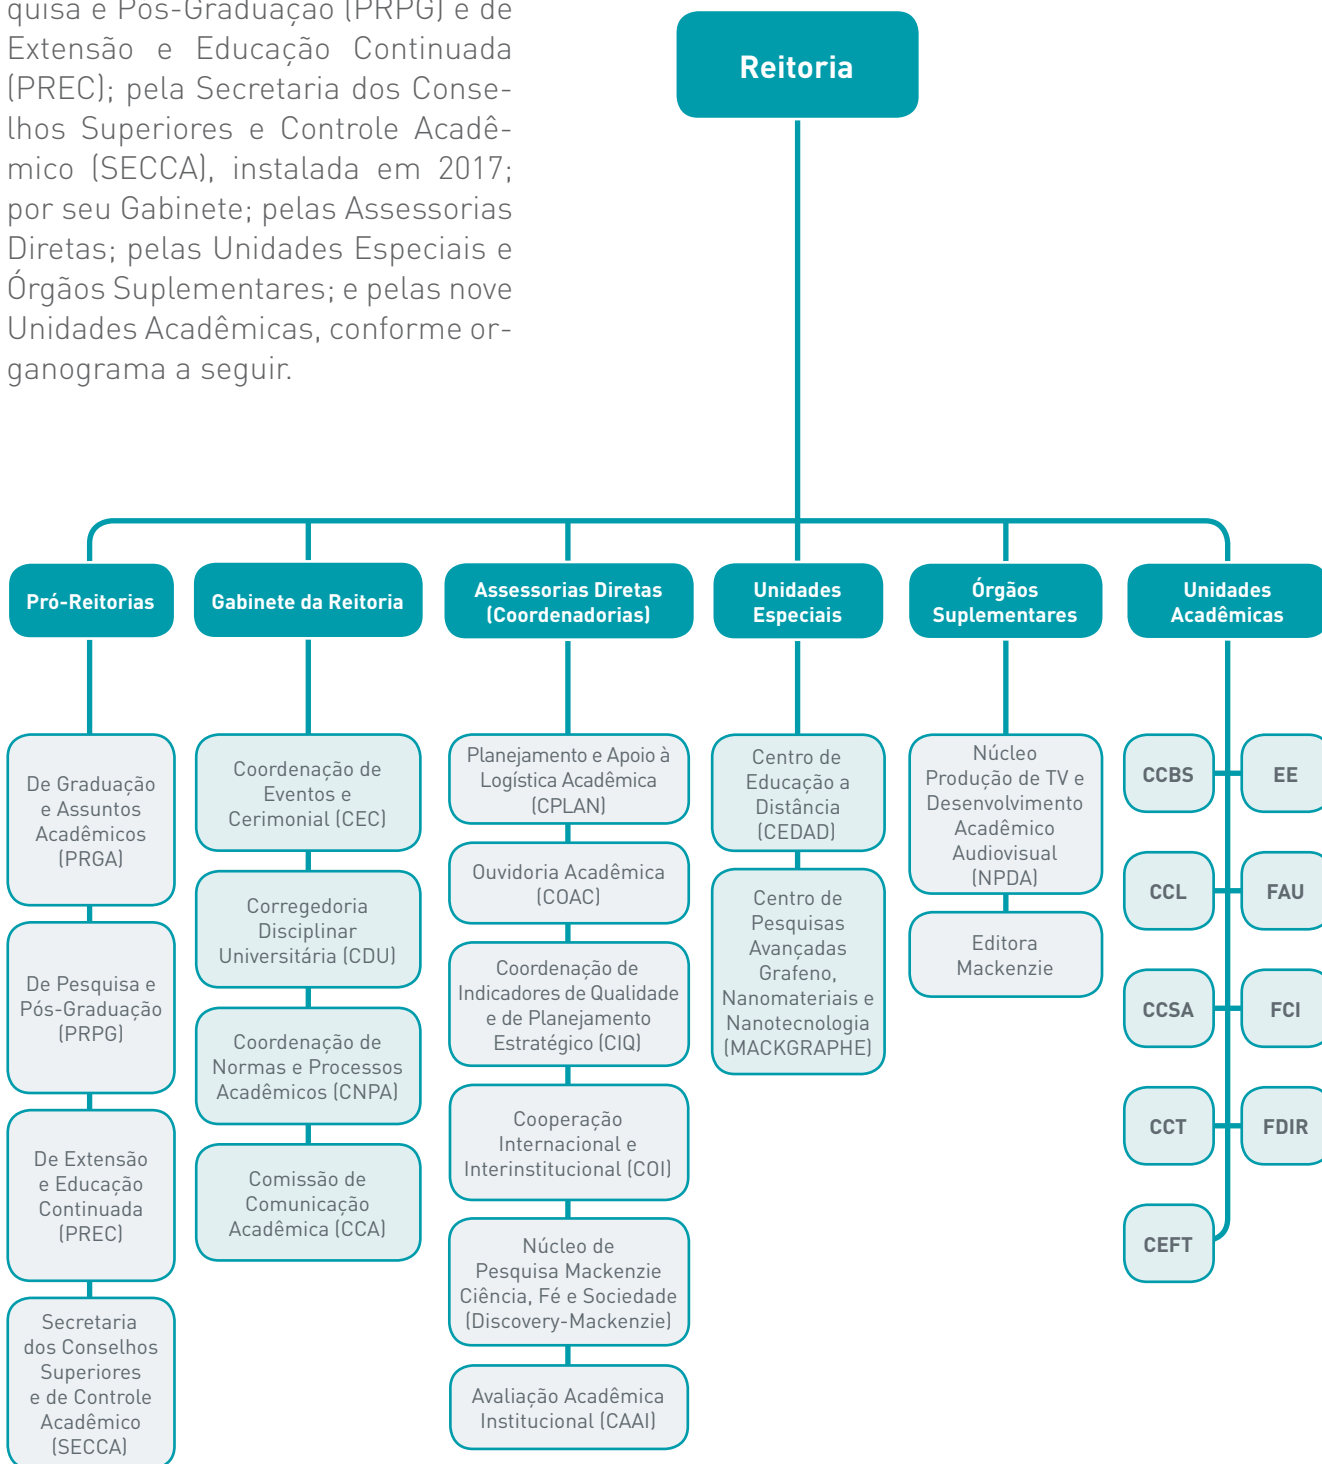 quisa e Pós-Graduação (PRPG) e de
Extensão e Educação Continuada
(PREC); pela Secretaria dos Conse-
lhos Superiores e Controle Acadê-
mico (SECCA), instalada em 2017;
por seu Gabinete; pelas Assessorias
Diretas; pelas Unidades Especiais e
Órgãos Suplementares; e pelas nove
Unidades Acadêmicas, conforme or-
ganograma a seguir.
Reitoria
Pró-Reitorias
De Graduação
e Assuntos
Acadêmicos
(PRGA)
De Pesquisa e
Pós-Graduação
(PRPG)
De Extensão
e Educação
Continuada
(PREC)
Secretaria
dos Conselhos
Superiores
e de Controle
Acadêmico
(SECCA)
Gabinete da Reitoria
Coordenação de
Eventos e
Cerimonial (CEC)
Corregedoria
Disciplinar
Universitária (CDU)
Coordenação de
Normas e Processos
Acadêmicos (CNPA)
Comissão de
Comunicação
Acadêmica (CCA)
Assessorias Diretas
(Coordenadorias)
Planejamento e Apoio à
Logística Acadêmica
(CPLAN)
Ouvidoria Acadêmica
(COAC)
Coordenação de
Indicadores de Qualidade
e de Planejamento
Estratégico (CIQ)
Cooperação
Internacional e
Interinstitucional (COI)
Núcleo de
Pesquisa Mackenzie
Ciência, Fé e Sociedade
(Discovery-Mackenzie)
Avaliação Acadêmica
Institucional (CAAI)
Unidades
Especiais
Centro de
Educação a
Distância
(CEDAD)
Centro de
Pesquisas
Avançadas
Grafeno,
Nanomateriais e
Nanotecnologia
(MACKGRAPHE)
Órgãos
Suplementares
Núcleo
Produção de TV e
Desenvolvimento
Acadêmico
Audiovisual
(NPDA)
Editora
Mackenzie
Unidades
Acadêmicas
CCBS
EE
CCL
FAU
CCSA
FCI
CCT
FDIR
CEFT